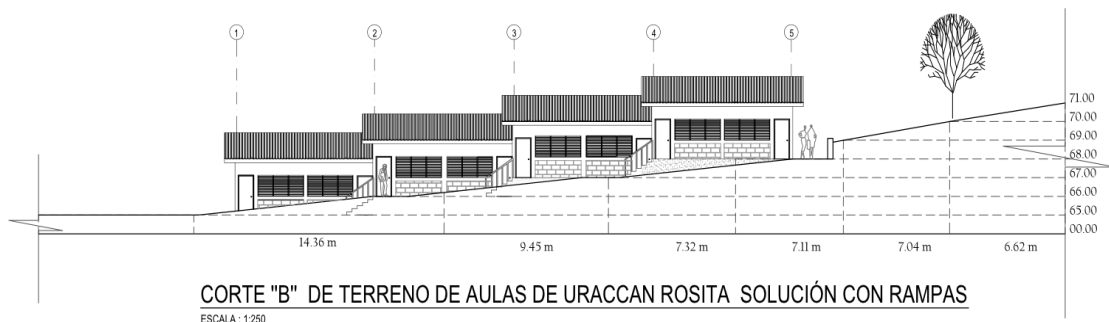 1 2 3 4 5
71.00
70.00
69.00
68.00
67.00
66.00
65.00
00.00
14.36 m 9.45 m 7.32 m 7.11 m 7.04 m 6.62 m
CORTE "B" DE TERRENO DE AULAS DE URACCAN ROSITA SOLUCIÓN CON RAMPAS
ESCALA : 1:250